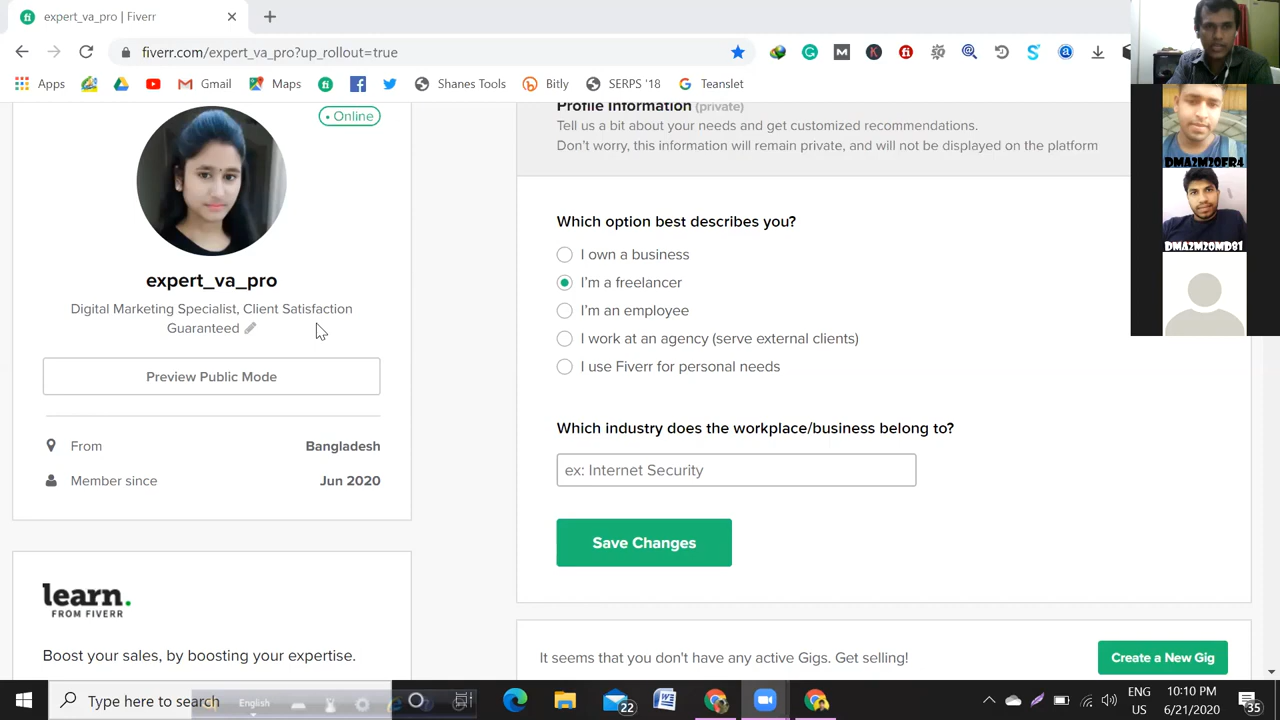 expert_va_pro | Fiverr
fiverr.com/expert_va_pro?up_rollout=true
Apps
Gmail
Maps
Shanes Tools
Bitly
SERPS '18
Teanslet
Online
expert_va_pro
Digital Marketing Specialist, Client Satisfaction
Guaranteed
Preview Public Mode
From Bangladesh
Member since Jun 2020
learn.
FROM FIVERR
Boost your sales, by boosting your expertise.
Profile Information (private)
Tell us a bit about your needs and get customized recommendations.
Don't worry, this information will remain private, and will not be displayed on the platform
Which option best describes you?
I own a business
I'm a freelancer
I'm an employee
I work at an agency (serve external clients)
I use Fiverr for personal needs
Which industry does the workplace/business belong to?
ex: Internet Security
Save Changes
It seems that you don't have any active Gigs. Get selling!
Create a New Gig
DMA2M20FR4
DMA2M20MD81
Type here to search
English
22
ENG
US
10:10 PM
6/21/2020
35